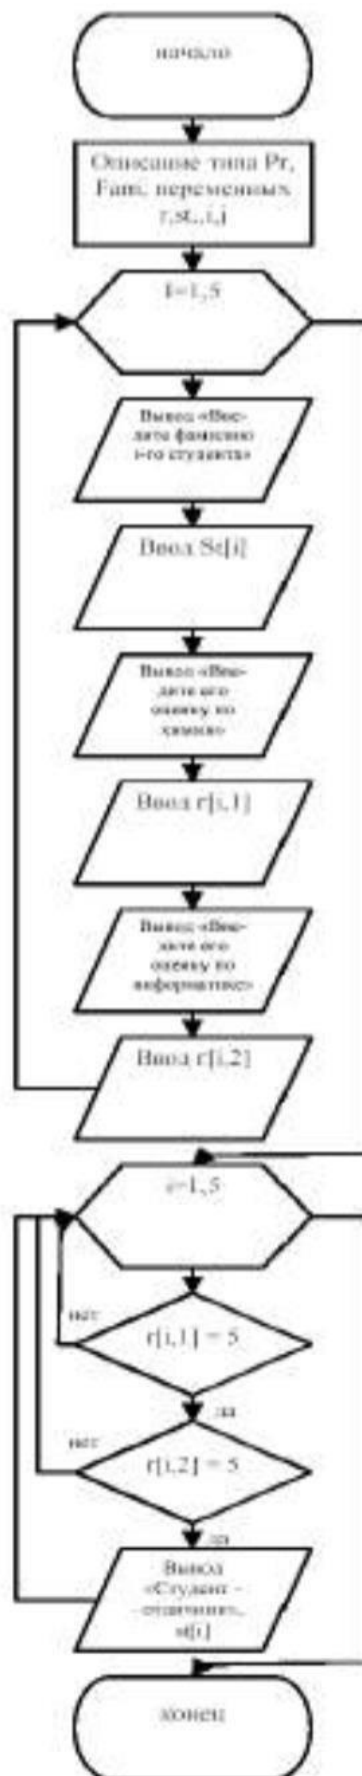 начало
Описание типа Pr,
Fam, переменных
r,st,,i,j
I=1,5
Вывод «Вве-
дите фамилию
i-го студента»
Ввод St[i]
Вывод «Вве-
дите его
оценку по
химии»
Ввод r[i,1]
Вывод «Вве-
дите его
оценку по
информатике»
Ввод r[i,2]
i=1,5
нет
r[i,1] = 5
да
нет
r[i,2] = 5
да
Вывод
«Студент -
-отличник»,
st[i]
конец